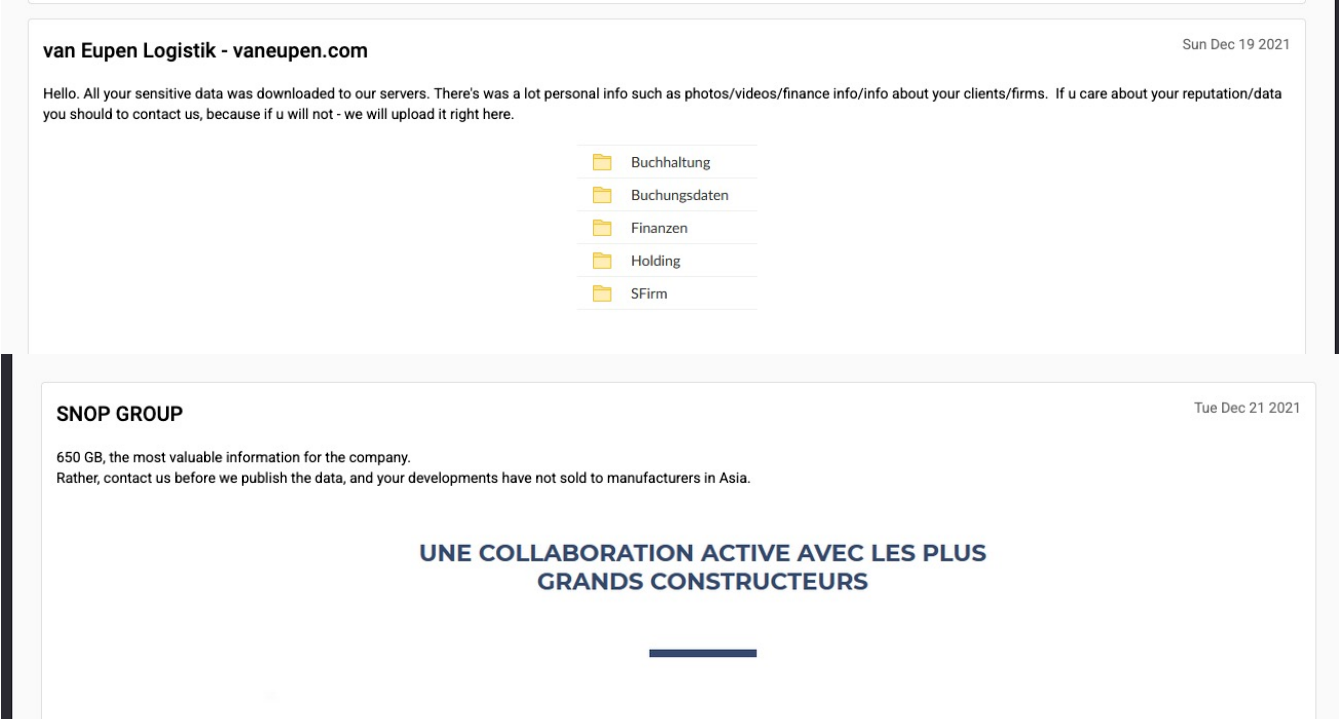 van Eupen Logistik - vaneupen.com
Sun Dec 19 2021
Hello. All your sensitive data was downloaded to our servers. There's was a lot personal info such as photos/videos/finance info/info about your clients/firms. If u care about your reputation/data
you should to contact us, because if u will not - we will upload it right here.
Buchhaltung
Buchungsdaten
Finanzen
Holding
SFirm
SNOP GROUP
Tue Dec 21 2021
650 GB, the most valuable information for the company.
Rather, contact us before we publish the data, and your developments have not sold to manufacturers in Asia.
UNE COLLABORATION ACTIVE AVEC LES PLUS
GRANDS CONSTRUCTEURS